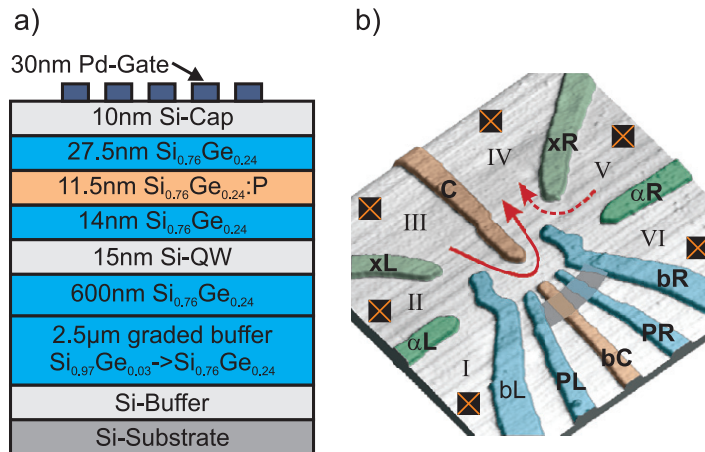 a)
30nm Pd-Gate
10nm Si-Cap
27.5nm Si₀.₇₆Ge₀.₂₄
11.5nm Si₀.₇₆Ge₀.₂₄:P
14nm Si₀.₇₆Ge₀.₂₄
15nm Si-QW
600nm Si₀.₇₆Ge₀.₂₄
2.5µm graded buffer
Si₀.₉₇Ge₀.₀₃->Si₀.₇₆Ge₀.₂₄
Si-Buffer
Si-Substrate
b)
xR
IV
V
C
αR
III
VI
xL
bR
II
PR
αL
bC
I
bL
PL